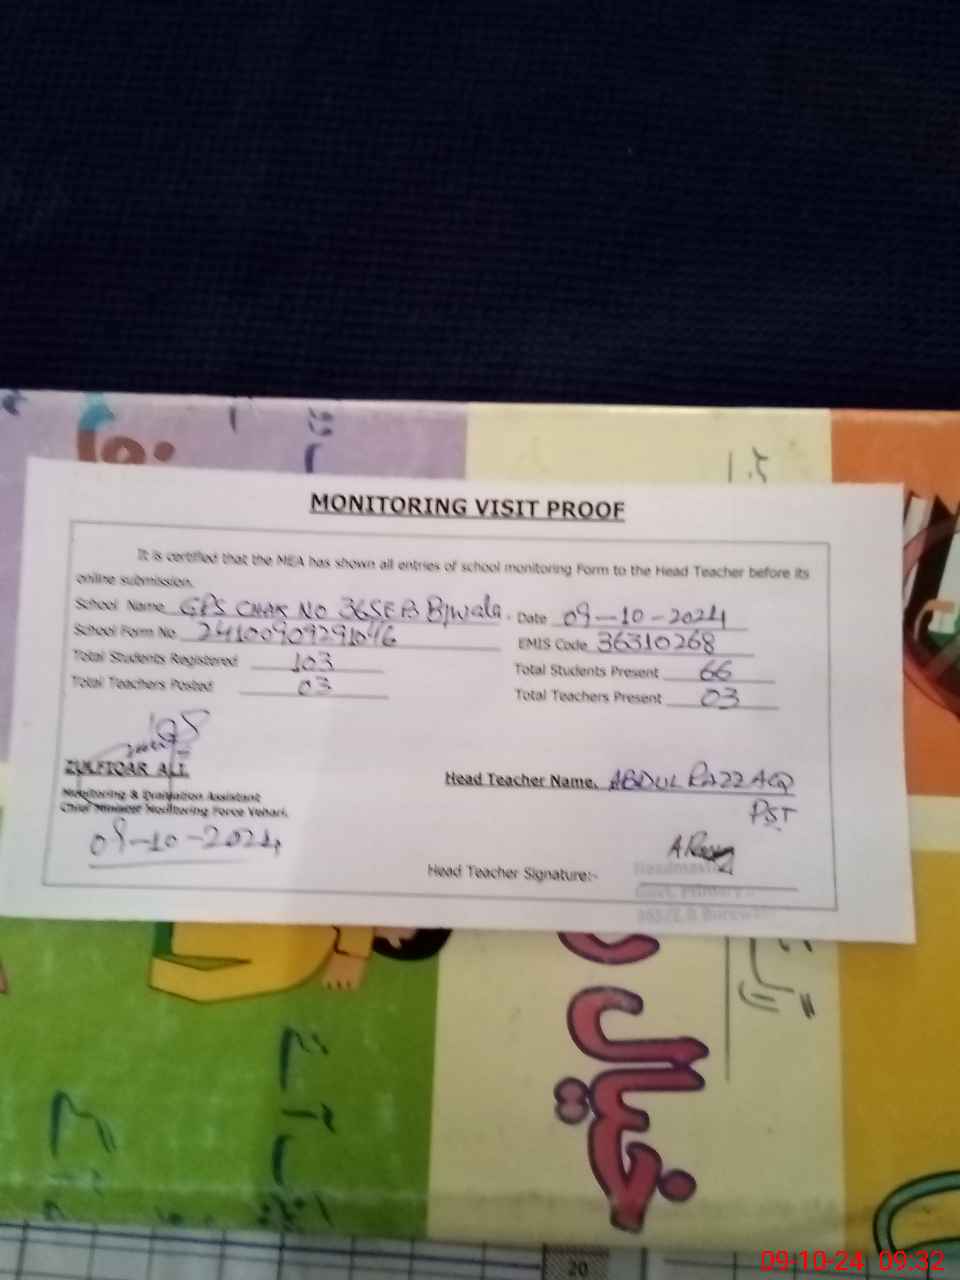 MONITORING VISIT PROOF
It is certified that the MEA has shown all entries of school monitoring Form to the Head Teacher before its
online submission.
School Name GPS CHAK NO 365EB B/wala. Date 09-10-2024
School Form No. EMIS Code 36310268
Total Students Registered 103 Total Students Present 66
Total Teachers Posted 03 Total Teachers Present 03
ZULFIQAR ALI
Monitoring & Evaluation Assistant
Chief Minister Monitoring Force Vehari.
09-10-2024
Head Teacher Name. ABDUL RAZZAQ
PST
Head Teacher Signature:-
خیال
20
09-10-24 09:32